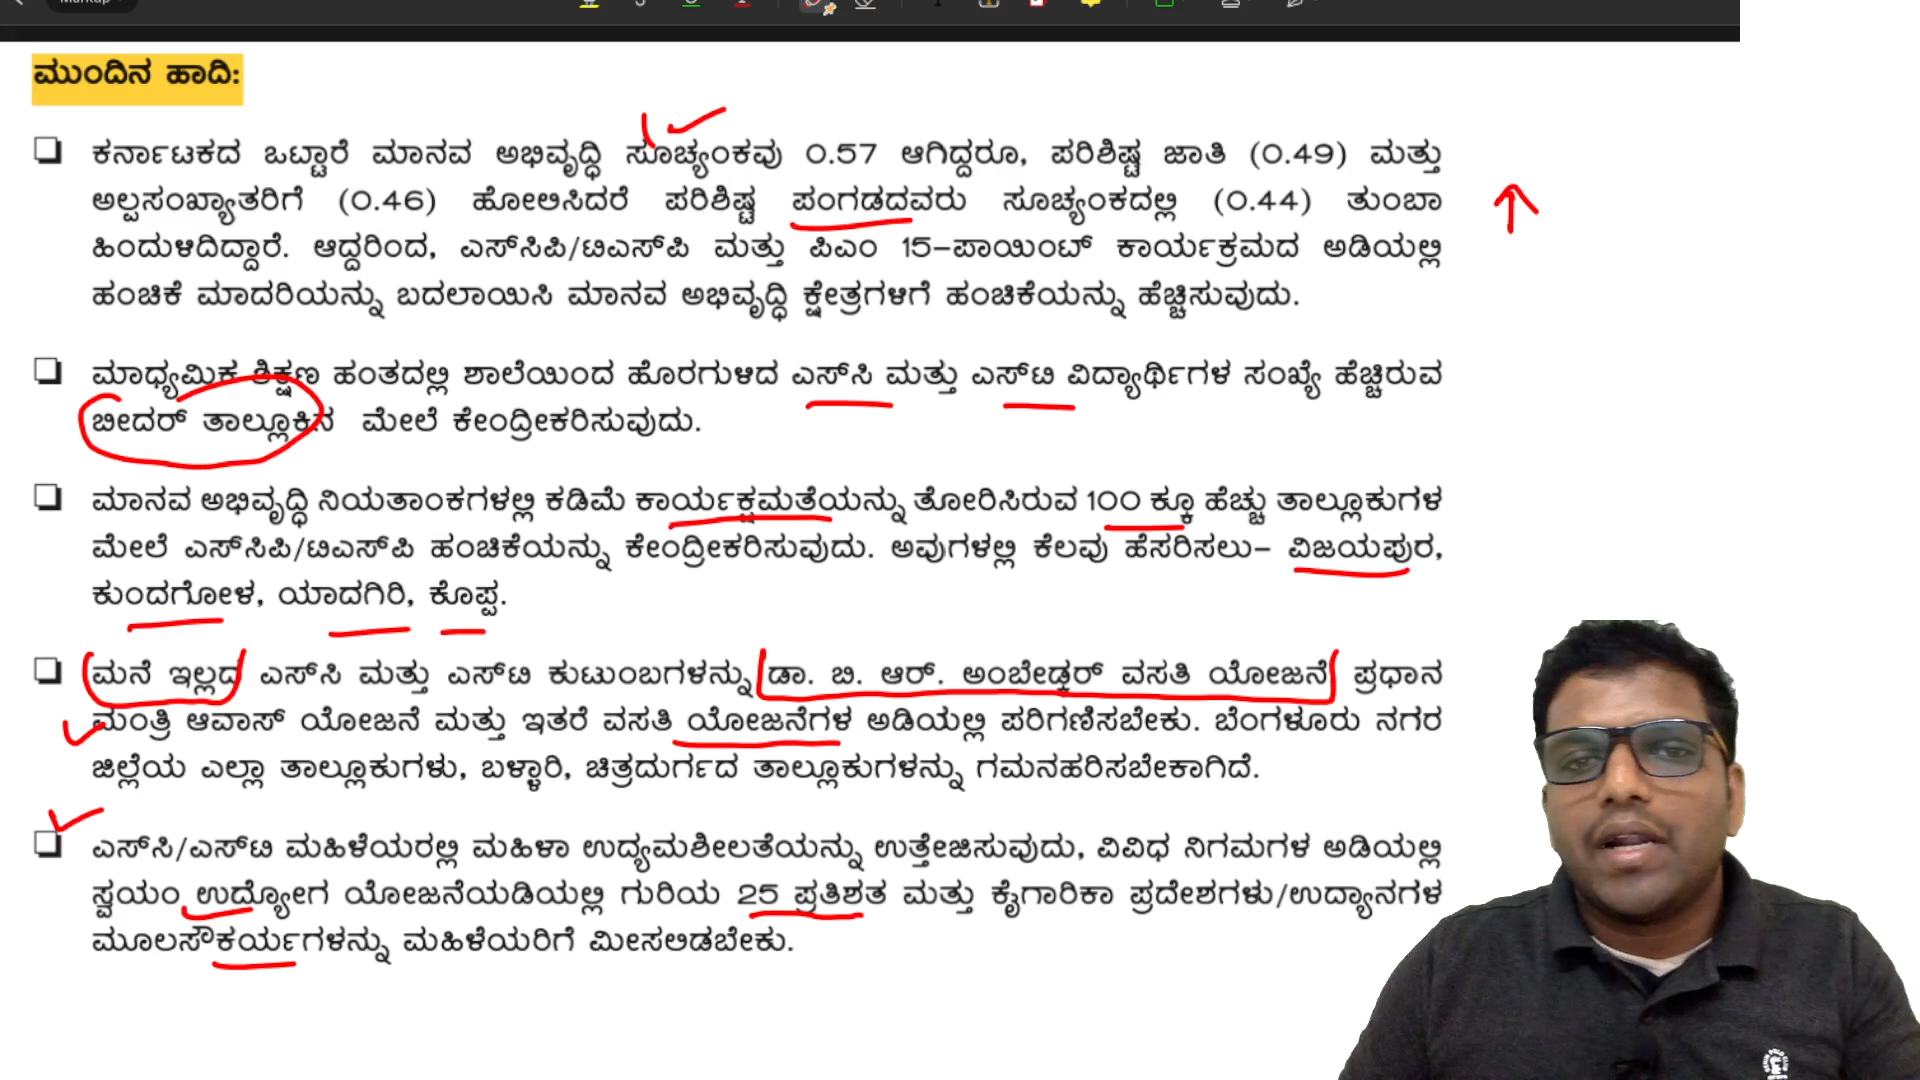 Markup
ಮುಂದಿನ ಹಾದಿ:
❑ ಕರ್ನಾಟಕದ ಒಟ್ಟಾರೆ ಮಾನವ ಅಭಿವೃದ್ಧಿ ಸೂಚ್ಯಂಕವು 0.57 ಆಗಿದ್ದರೂ, ಪರಿಶಿಷ್ಟ ಜಾತಿ (0.49) ಮತ್ತು
ಅಲ್ಪಸಂಖ್ಯಾತರಿಗೆ (0.46) ಹೋಲಿಸಿದರೆ ಪರಿಶಿಷ್ಟ ಪಂಗಡದವರು ಸೂಚ್ಯಂಕದಲ್ಲಿ (0.44) ತುಂಬಾ
ಹಿಂದುಳಿದಿದ್ದಾರೆ. ಆದ್ದರಿಂದ, ಎಸ್‌ಸಿಪಿ/ಟಿಎಸ್‌ಪಿ ಮತ್ತು ಪಿಎಂ 15-ಪಾಯಿಂಟ್ ಕಾರ್ಯಕ್ರಮದ ಅಡಿಯಲ್ಲಿ
ಹಂಚಿಕೆ ಮಾದರಿಯನ್ನು ಬದಲಾಯಿಸಿ ಮಾನವ ಅಭಿವೃದ್ಧಿ ಕ್ಷೇತ್ರಗಳಿಗೆ ಹಂಚಿಕೆಯನ್ನು ಹೆಚ್ಚಿಸುವುದು.
❑ ಮಾಧ್ಯಮಿಕ ಶಿಕ್ಷಣ ಹಂತದಲ್ಲಿ ಶಾಲೆಯಿಂದ ಹೊರಗುಳಿದ ಎಸ್‌ಸಿ ಮತ್ತು ಎಸ್‌ಟಿ ವಿದ್ಯಾರ್ಥಿಗಳ ಸಂಖ್ಯೆ ಹೆಚ್ಚಿರುವ
ಬೀದರ್ ತಾಲ್ಲೂಕಿನ ಮೇಲೆ ಕೇಂದ್ರೀಕರಿಸುವುದು.
❑ ಮಾನವ ಅಭಿವೃದ್ಧಿ ನಿಯತಾಂಕಗಳಲ್ಲಿ ಕಡಿಮೆ ಕಾರ್ಯಕ್ಷಮತೆಯನ್ನು ತೋರಿಸಿರುವ 100 ಕ್ಕೂ ಹೆಚ್ಚು ತಾಲ್ಲೂಕುಗಳ
ಮೇಲೆ ಎಸ್‌ಸಿಪಿ/ಟಿಎಸ್‌ಪಿ ಹಂಚಿಕೆಯನ್ನು ಕೇಂದ್ರೀಕರಿಸುವುದು. ಅವುಗಳಲ್ಲಿ ಕೆಲವು ಹೆಸರಿಸಲು- ವಿಜಯಪುರ,
ಕುಂದಗೋಳ, ಯಾದಗಿರಿ, ಕೊಪ್ಪ.
❑ ಮನೆ ಇಲ್ಲದ ಎಸ್‌ಸಿ ಮತ್ತು ಎಸ್‌ಟಿ ಕುಟುಂಬಗಳನ್ನು ಡಾ. ಬಿ. ಆರ್. ಅಂಬೇಡ್ಕರ್ ವಸತಿ ಯೋಜನೆ ಪ್ರಧಾನ
ಮಂತ್ರಿ ಆವಾಸ್ ಯೋಜನೆ ಮತ್ತು ಇತರೆ ವಸತಿ ಯೋಜನೆಗಳ ಅಡಿಯಲ್ಲಿ ಪರಿಗಣಿಸಬೇಕು. ಬೆಂಗಳೂರು ನಗರ
ಜಿಲ್ಲೆಯ ಎಲ್ಲಾ ತಾಲ್ಲೂಕುಗಳು, ಬಳ್ಳಾರಿ, ಚಿತ್ರದುರ್ಗದ ತಾಲ್ಲೂಕುಗಳನ್ನು ಗಮನಹರಿಸಬೇಕಾಗಿದೆ.
❑ ಎಸ್‌ಸಿ/ಎಸ್‌ಟಿ ಮಹಿಳೆಯರಲ್ಲಿ ಮಹಿಳಾ ಉದ್ಯಮಶೀಲತೆಯನ್ನು ಉತ್ತೇಜಿಸುವುದು, ವಿವಿಧ ನಿಗಮಗಳ ಅಡಿಯಲ್ಲಿ
ಸ್ವಯಂ ಉದ್ಯೋಗ ಯೋಜನೆಯಡಿಯಲ್ಲಿ ಗುರಿಯ 25 ಪ್ರತಿಶತ ಮತ್ತು ಕೈಗಾರಿಕಾ ಪ್ರದೇಶಗಳು/ಉದ್ಯಾನಗಳ
ಮೂಲಸೌಕರ್ಯಗಳನ್ನು ಮಹಿಳೆಯರಿಗೆ ಮೀಸಲಿಡಬೇಕು.